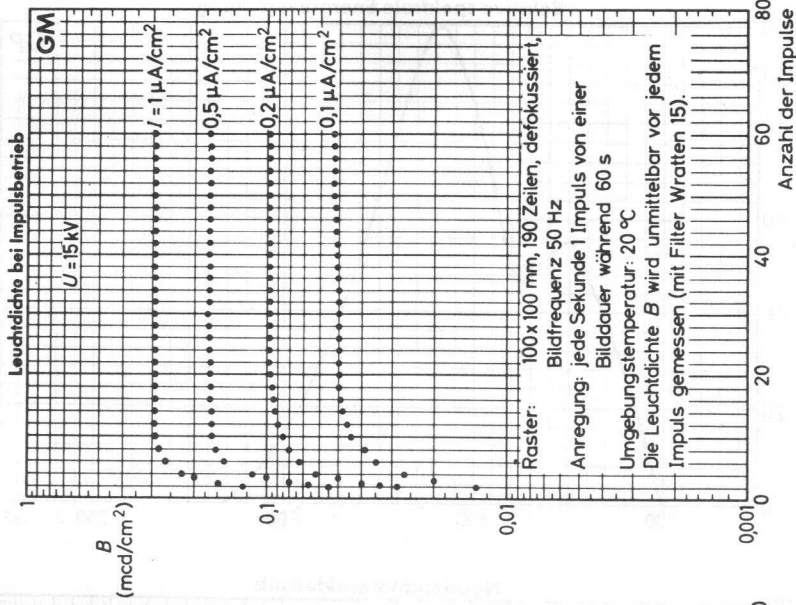 Leuchtdichte bei Impulsbetrieb
GM
U = 15 kV
B
(mcd/cm²)
I = 1 µA/cm²
0,5 µA/cm²
0,2 µA/cm²
0,1 µA/cm²
1
0,1
0,01
0,001
Raster: 100 x 100 mm, 190 Zeilen, defokussiert,
Bildfrequenz 50 Hz
Anregung: jede Sekunde 1 Impuls von einer
Bilddauer während 60 s
Umgebungstemperatur: 20 °C
Die Leuchtdichte B wird unmittelbar vor jedem
Impuls gemessen (mit Filter Wratten 15).
0 20 40 60 80
Anzahl der Impulse